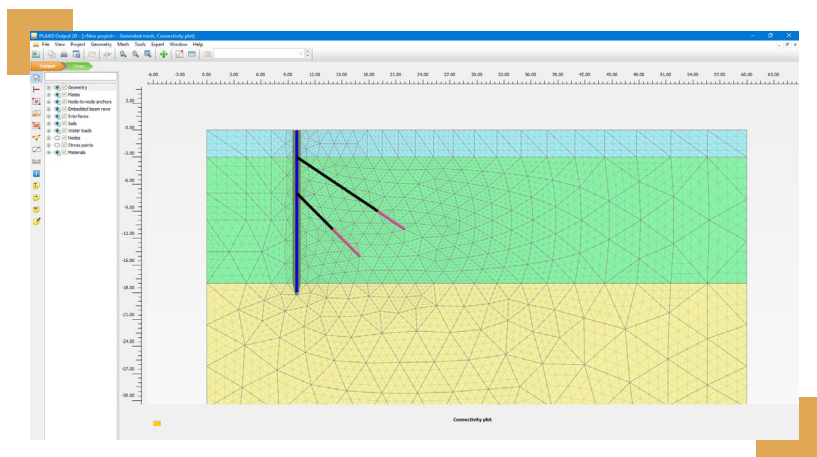 PLAXIS Output 2D - [<New project> - Generated mesh, Connectivity plot]
File View Project Geometry Mesh Tools Expert Window Help
Output Close
-6.00 -3.00 0.00 3.00 6.00 9.00 12.00 15.00 18.00 21.00 24.00 27.00 30.00 33.00 36.00 39.00 42.00 45.00 48.00 51.00 54.00 57.00 60.00 63.00
Geometry
Plates
Node-to-node anchors
Embedded beam rows
Interfaces
Soils
Water loads
Nodes
Stress points
Materials
3.00
0.00
-3.00
-6.00
-9.00
-12.00
-15.00
-18.00
-21.00
-24.00
-27.00
-30.00
Connectivity plot